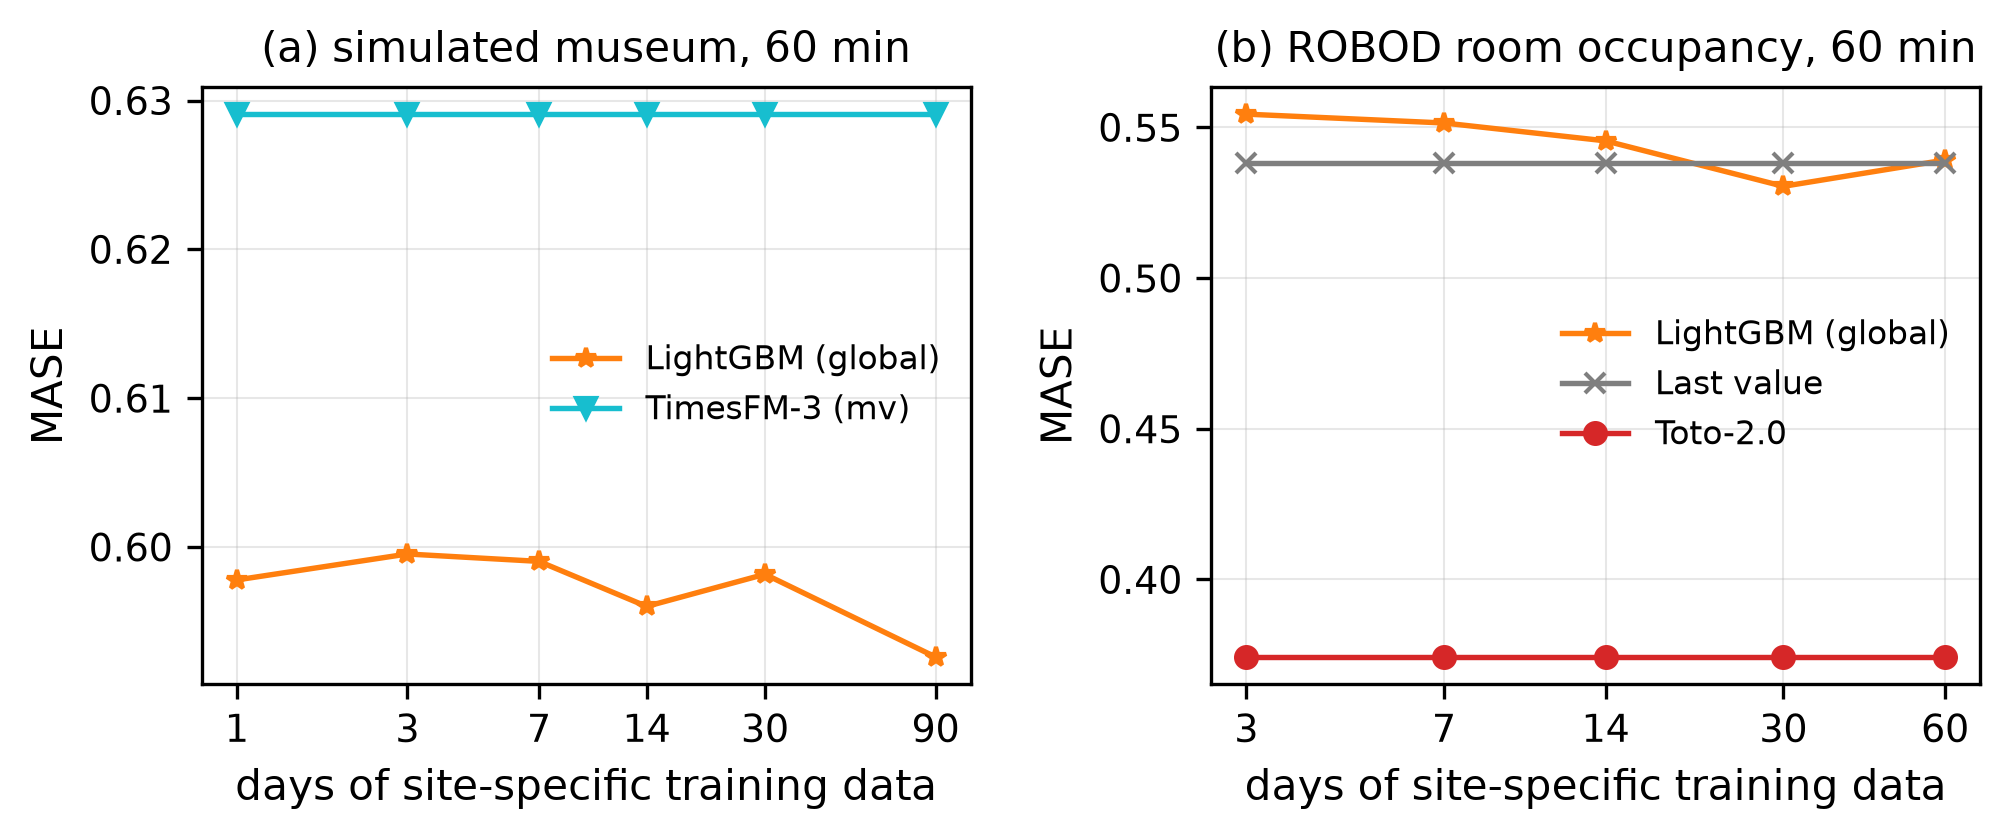 (a) simulated museum, 60 min
MASE
0.63
0.62
0.61
0.60
LightGBM (global)
TimesFM-3 (mv)
1 3 7 14 30 90
days of site-specific training data
(b) ROBOD room occupancy, 60 min
MASE
0.55
0.50
0.45
0.40
LightGBM (global)
Last value
Toto-2.0
3 7 14 30 60
days of site-specific training data